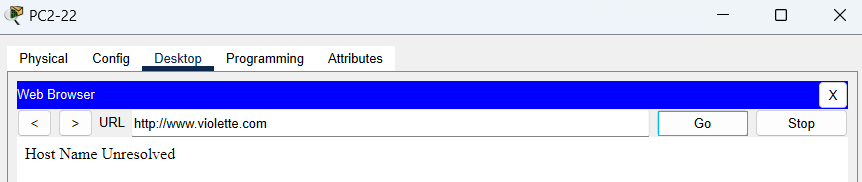 PC2-22
Physical Config Desktop Programming Attributes
Web Browser X
< > URL http://www.violette.com Go Stop
Host Name Unresolved